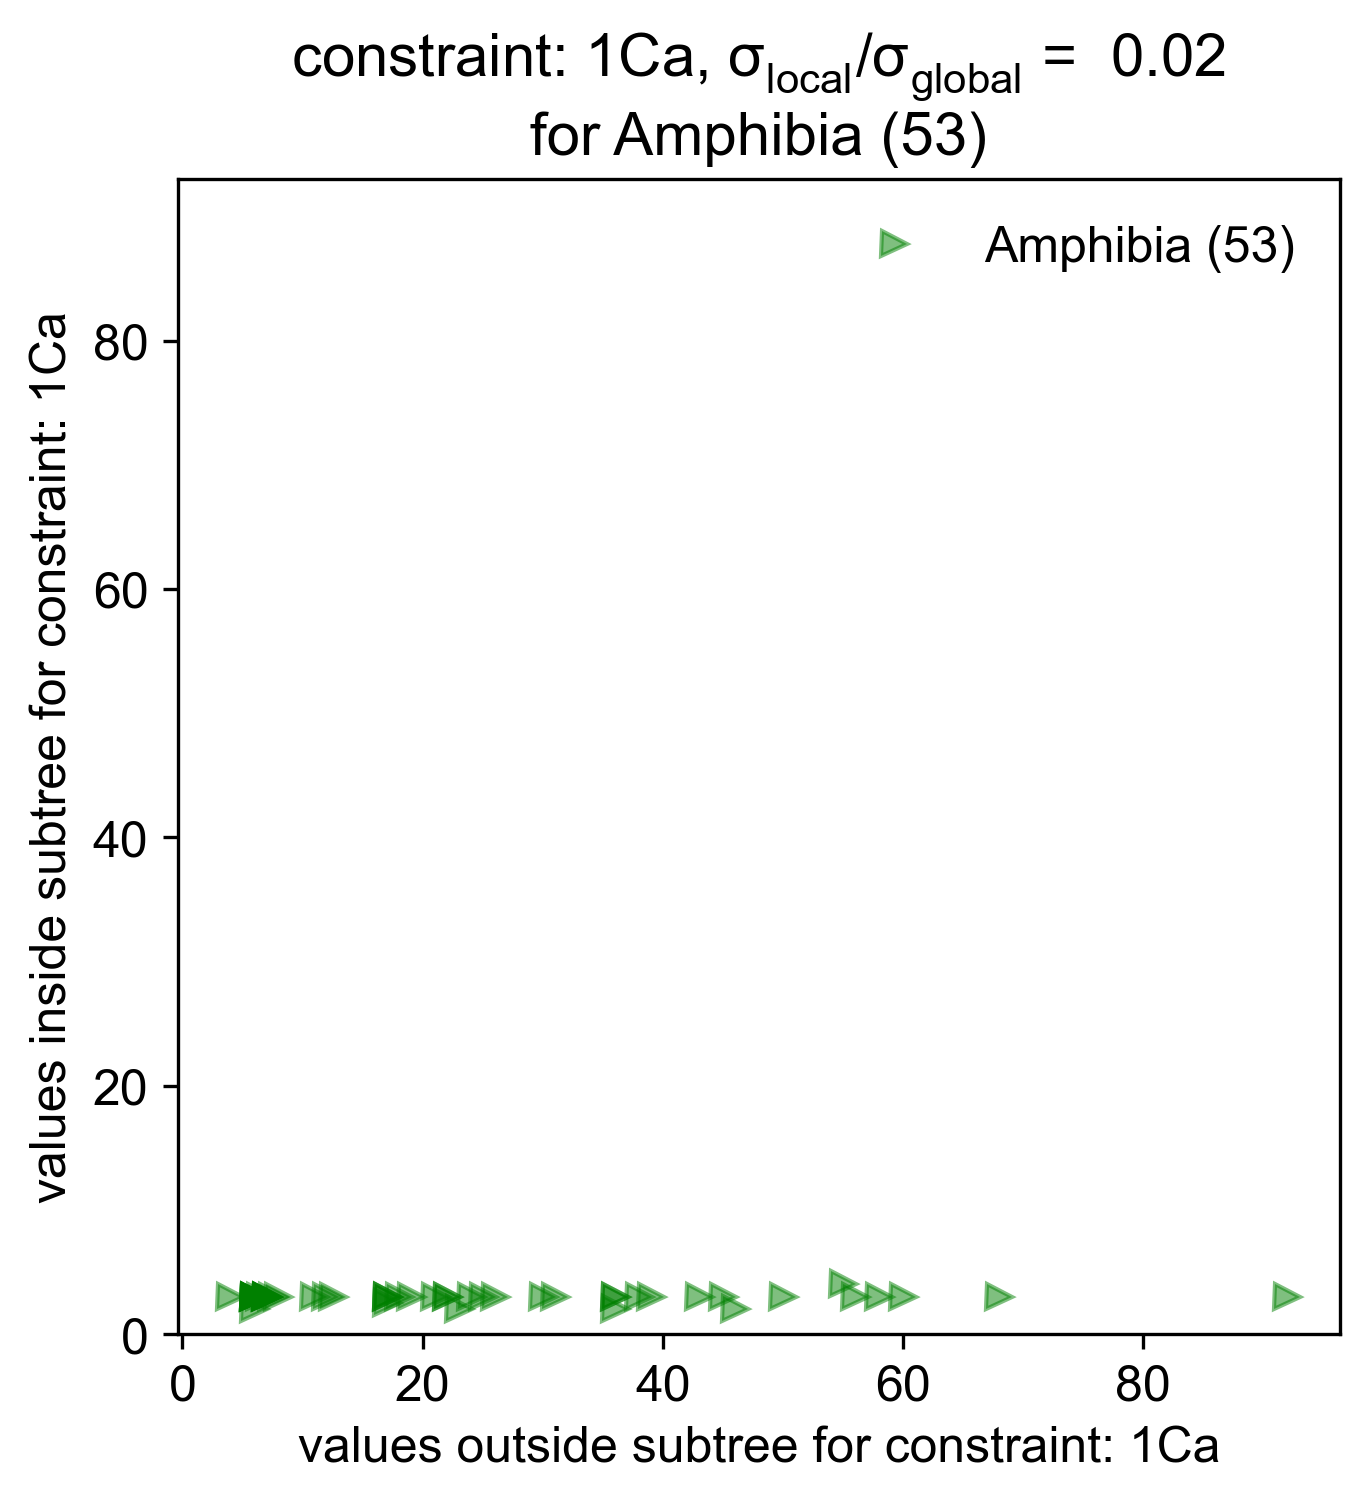 constraint: 1Ca, σlocal/σglobal = 0.02
for Amphibia (53)
Amphibia (53)
values inside subtree for constraint: 1Ca
80
60
40
20
0
0 20 40 60 80
values outside subtree for constraint: 1Ca